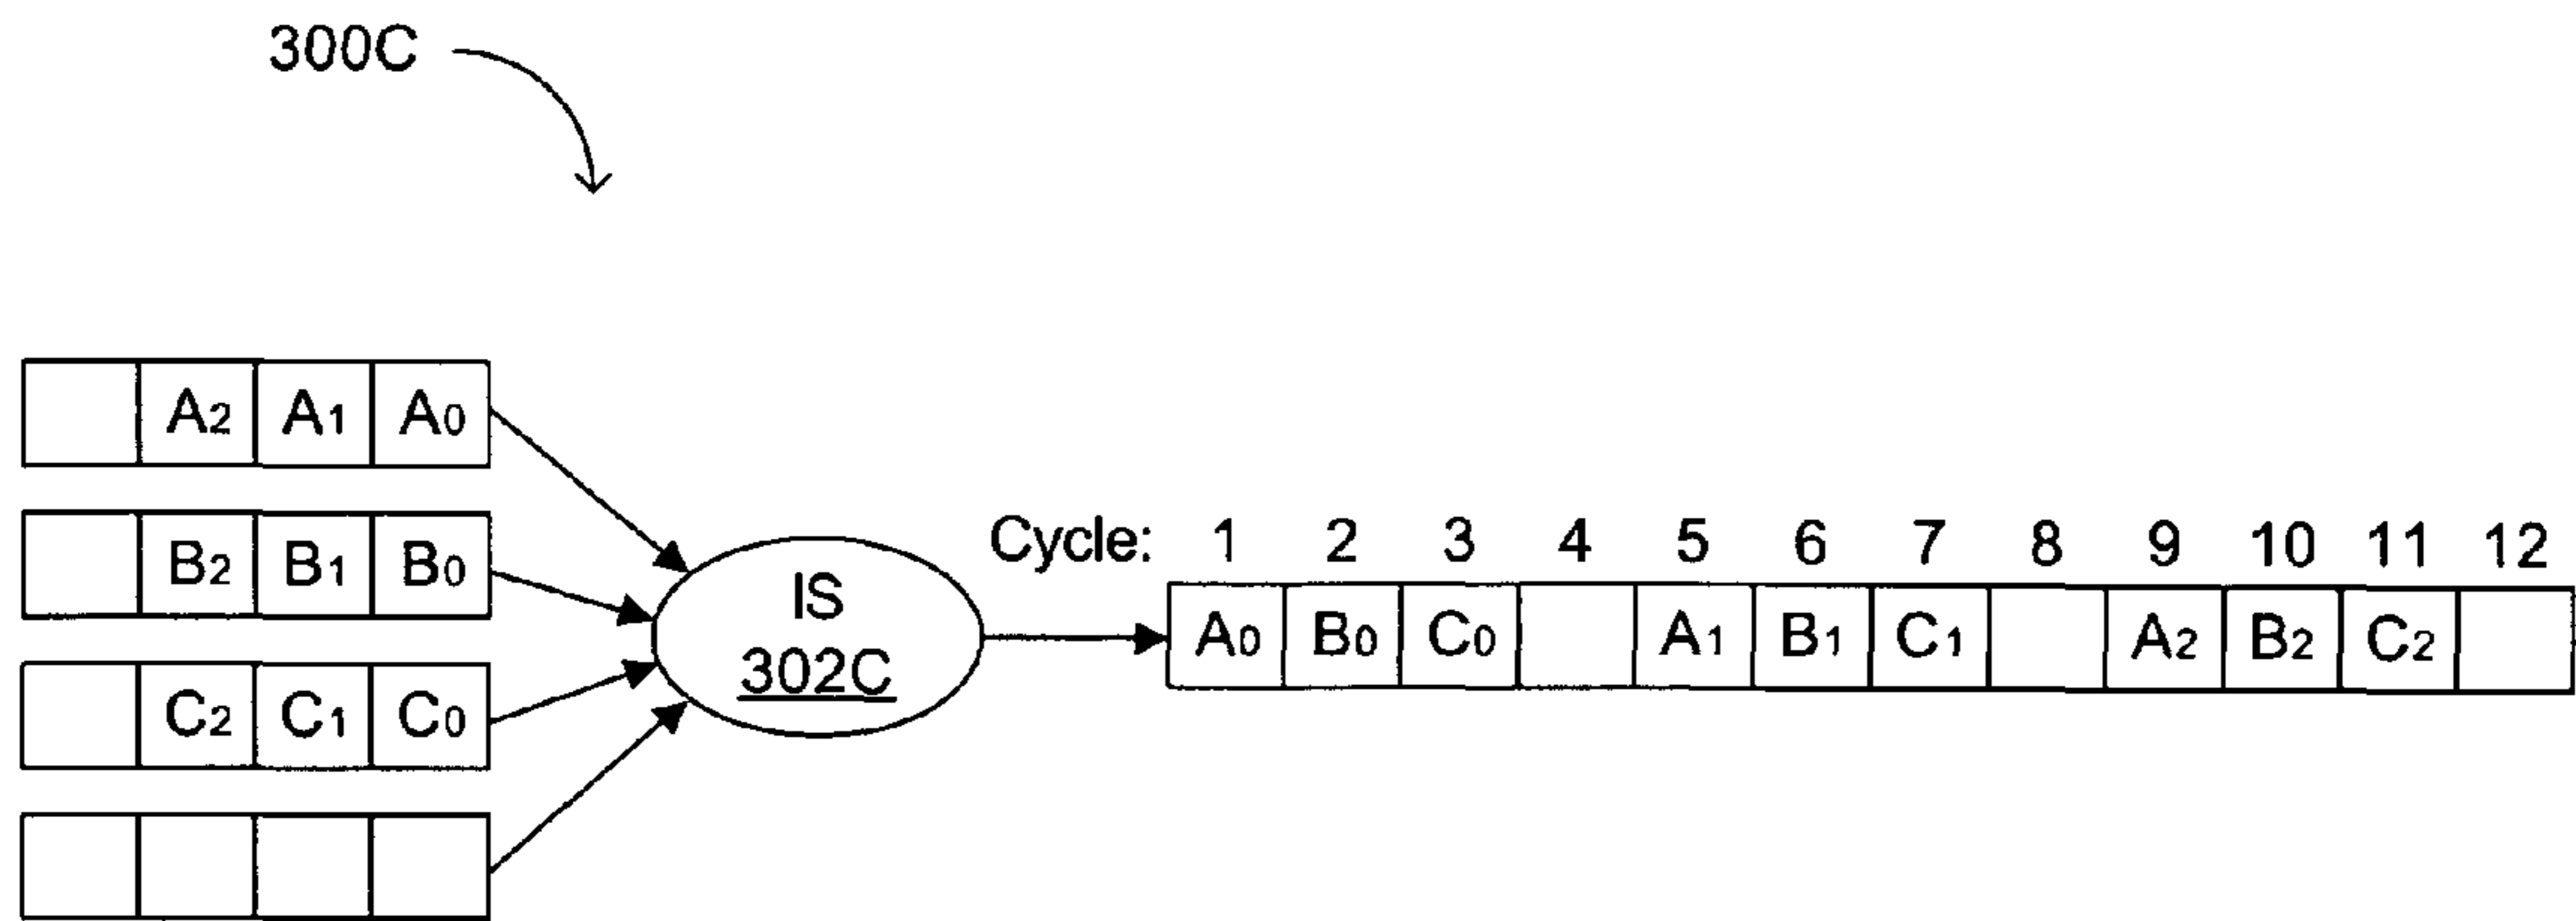 300C
A2 A1 A0
B2 B1 B0
C2 C1 C0
IS
302C
Cycle: 1 2 3 4 5 6 7 8 9 10 11 12
A0 B0 C0 A1 B1 C1 A2 B2 C2